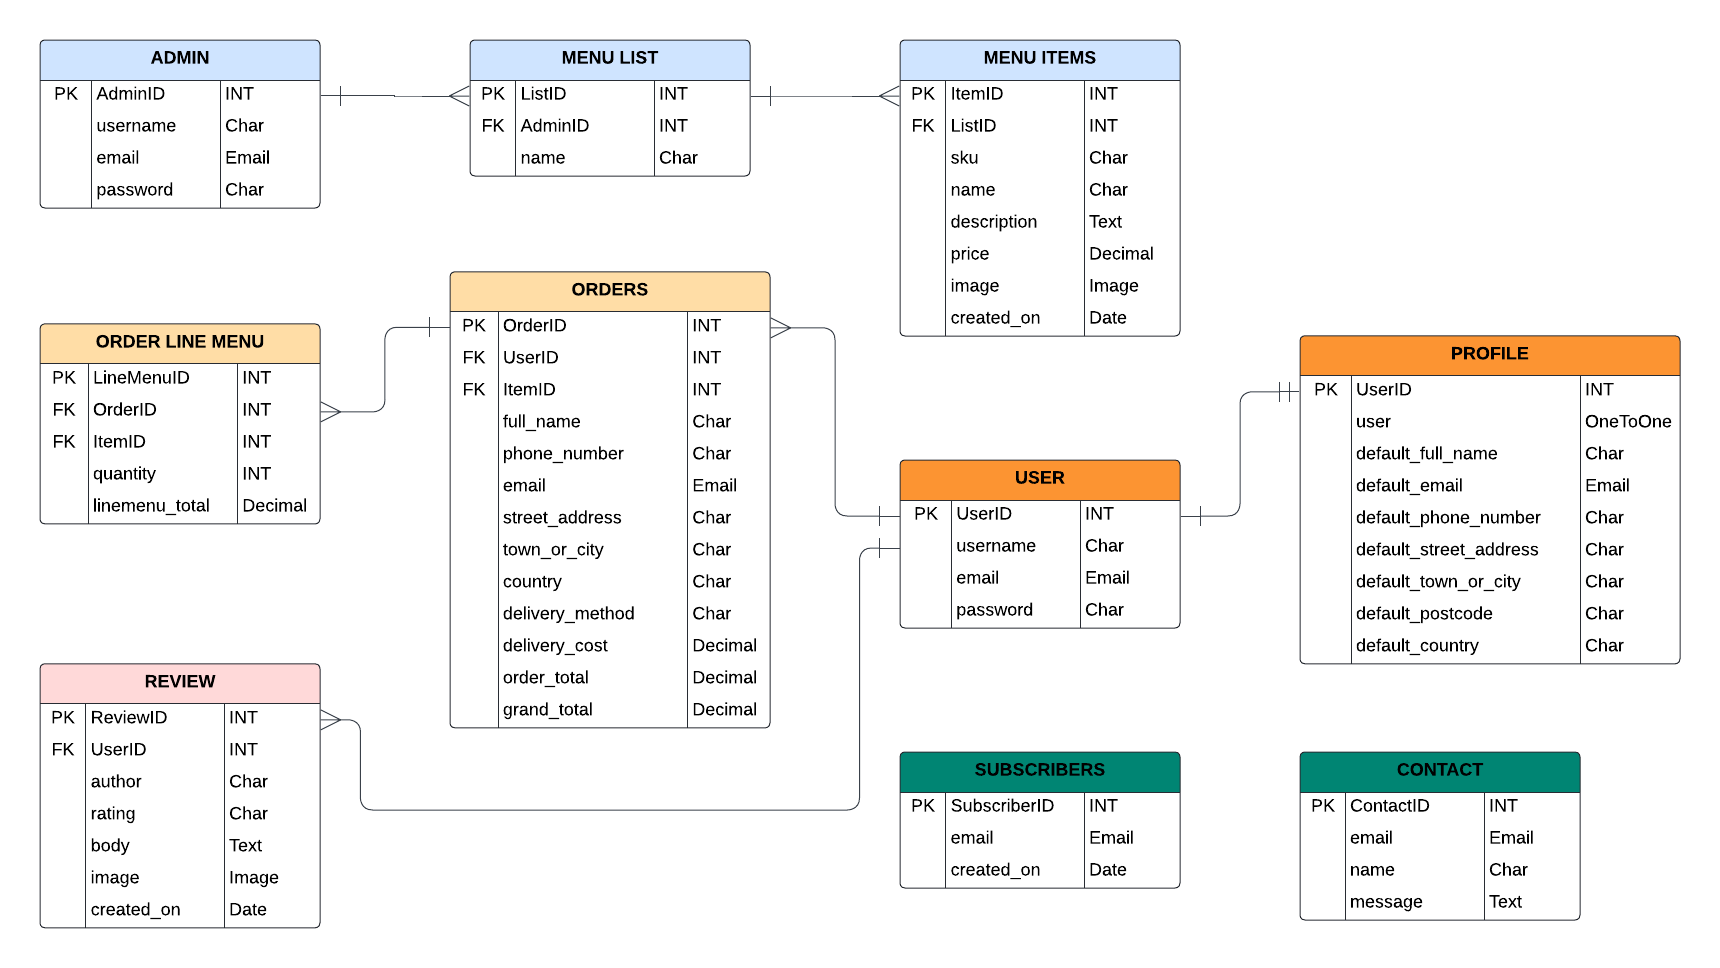 ADMIN
PK AdminID INT
username Char
email Email
password Char
MENU LIST
PK ListID INT
FK AdminID INT
name Char
MENU ITEMS
PK ItemID INT
FK ListID INT
sku Char
name Char
description Text
price Decimal
image Image
created_on Date
ORDER LINE MENU
PK LineMenuID INT
FK OrderID INT
FK ItemID INT
quantity INT
linemenu_total Decimal
ORDERS
PK OrderID INT
FK UserID INT
FK ItemID INT
full_name Char
phone_number Char
email Email
street_address Char
town_or_city Char
country Char
delivery_method Char
delivery_cost Decimal
order_total Decimal
grand_total Decimal
USER
PK UserID INT
username Char
email Email
password Char
PROFILE
PK UserID INT
user OneToOne
default_full_name Char
default_email Email
default_phone_number Char
default_street_address Char
default_town_or_city Char
default_postcode Char
default_country Char
REVIEW
PK ReviewID INT
FK UserID INT
author Char
rating Char
body Text
image Image
created_on Date
SUBSCRIBERS
PK SubscriberID INT
email Email
created_on Date
CONTACT
PK ContactID INT
email Email
name Char
message Text